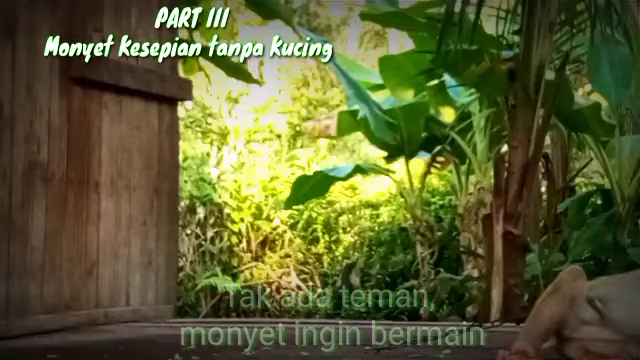 PART III
Monyet Kesepian tanpa Kucing
Tak ada teman,
monyet ingin bermain